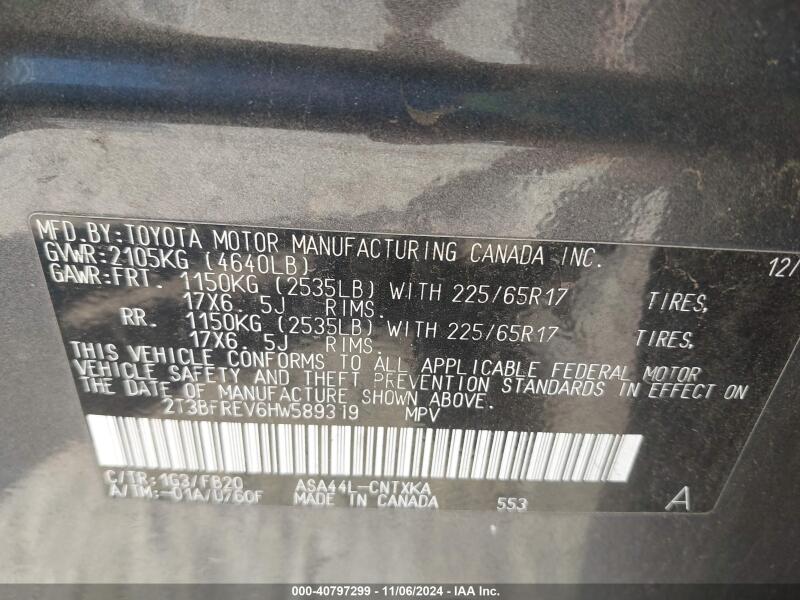 MFD BY:TOYOTA MOTOR MANUFACTURING CANADA INC. 12/
GVWR:2105KG (4640LB)
GAWR:FRT. 1150KG (2535LB) WITH 225/65R17 TIRES,
17X6. 5J RIMS.
RR. 1150KG (2535LB) WITH 225/65R17 TIRES,
17X6. 5J RIMS.
THIS VEHICLE CONFORMS TO ALL APPLICABLE FEDERAL MOTOR
VEHICLE SAFETY AND THEFT PREVENTION STANDARDS IN EFFECT ON
THE DATE OF MANUFACTURE SHOWN ABOVE.
2T3BFREV6HW589319 MPV
C/TR:1G3/FB20 ASA44L-CNTXKA
A/TM:-01A/U760F MADE IN CANADA 553 A
000-40797299 - 11/06/2024 - IAA Inc.